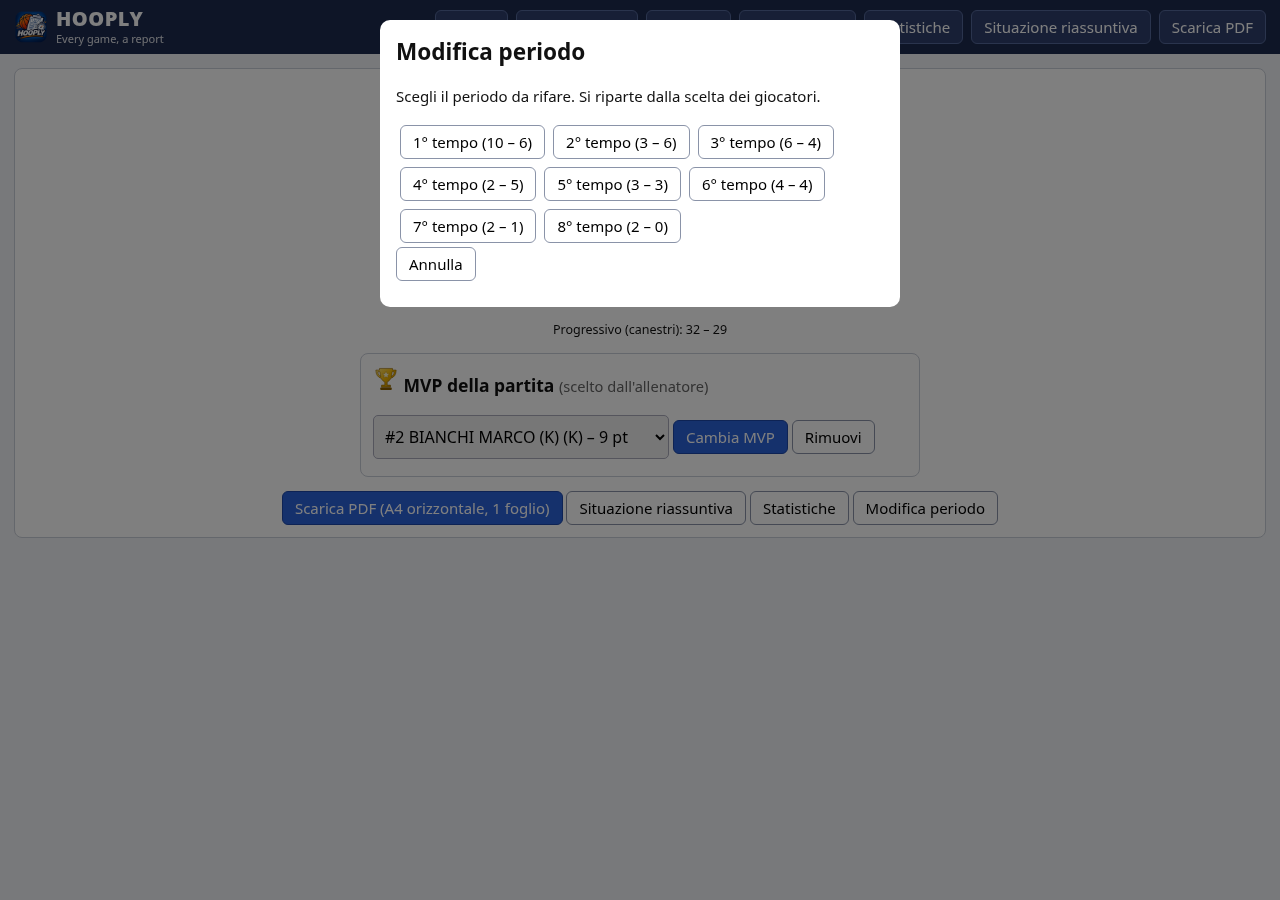 HOOPLY
Every game, a report
Situazione riassuntiva
Scarica PDF
Modifica periodo
Scegli il periodo da rifare. Si riparte dalla scelta dei giocatori.
1° tempo (10 – 6)
2° tempo (3 – 6)
3° tempo (6 – 4)
4° tempo (2 – 5)
5° tempo (3 – 3)
6° tempo (4 – 4)
7° tempo (2 – 1)
8° tempo (2 – 0)
Annulla
Progressivo (canestri): 32 – 29
MVP della partita (scelto dall'allenatore)
#2 BIANCHI MARCO (K) (K) – 9 pt
Cambia MVP
Rimuovi
Scarica PDF (A4 orizzontale, 1 foglio)
Situazione riassuntiva
Statistiche
Modifica periodo